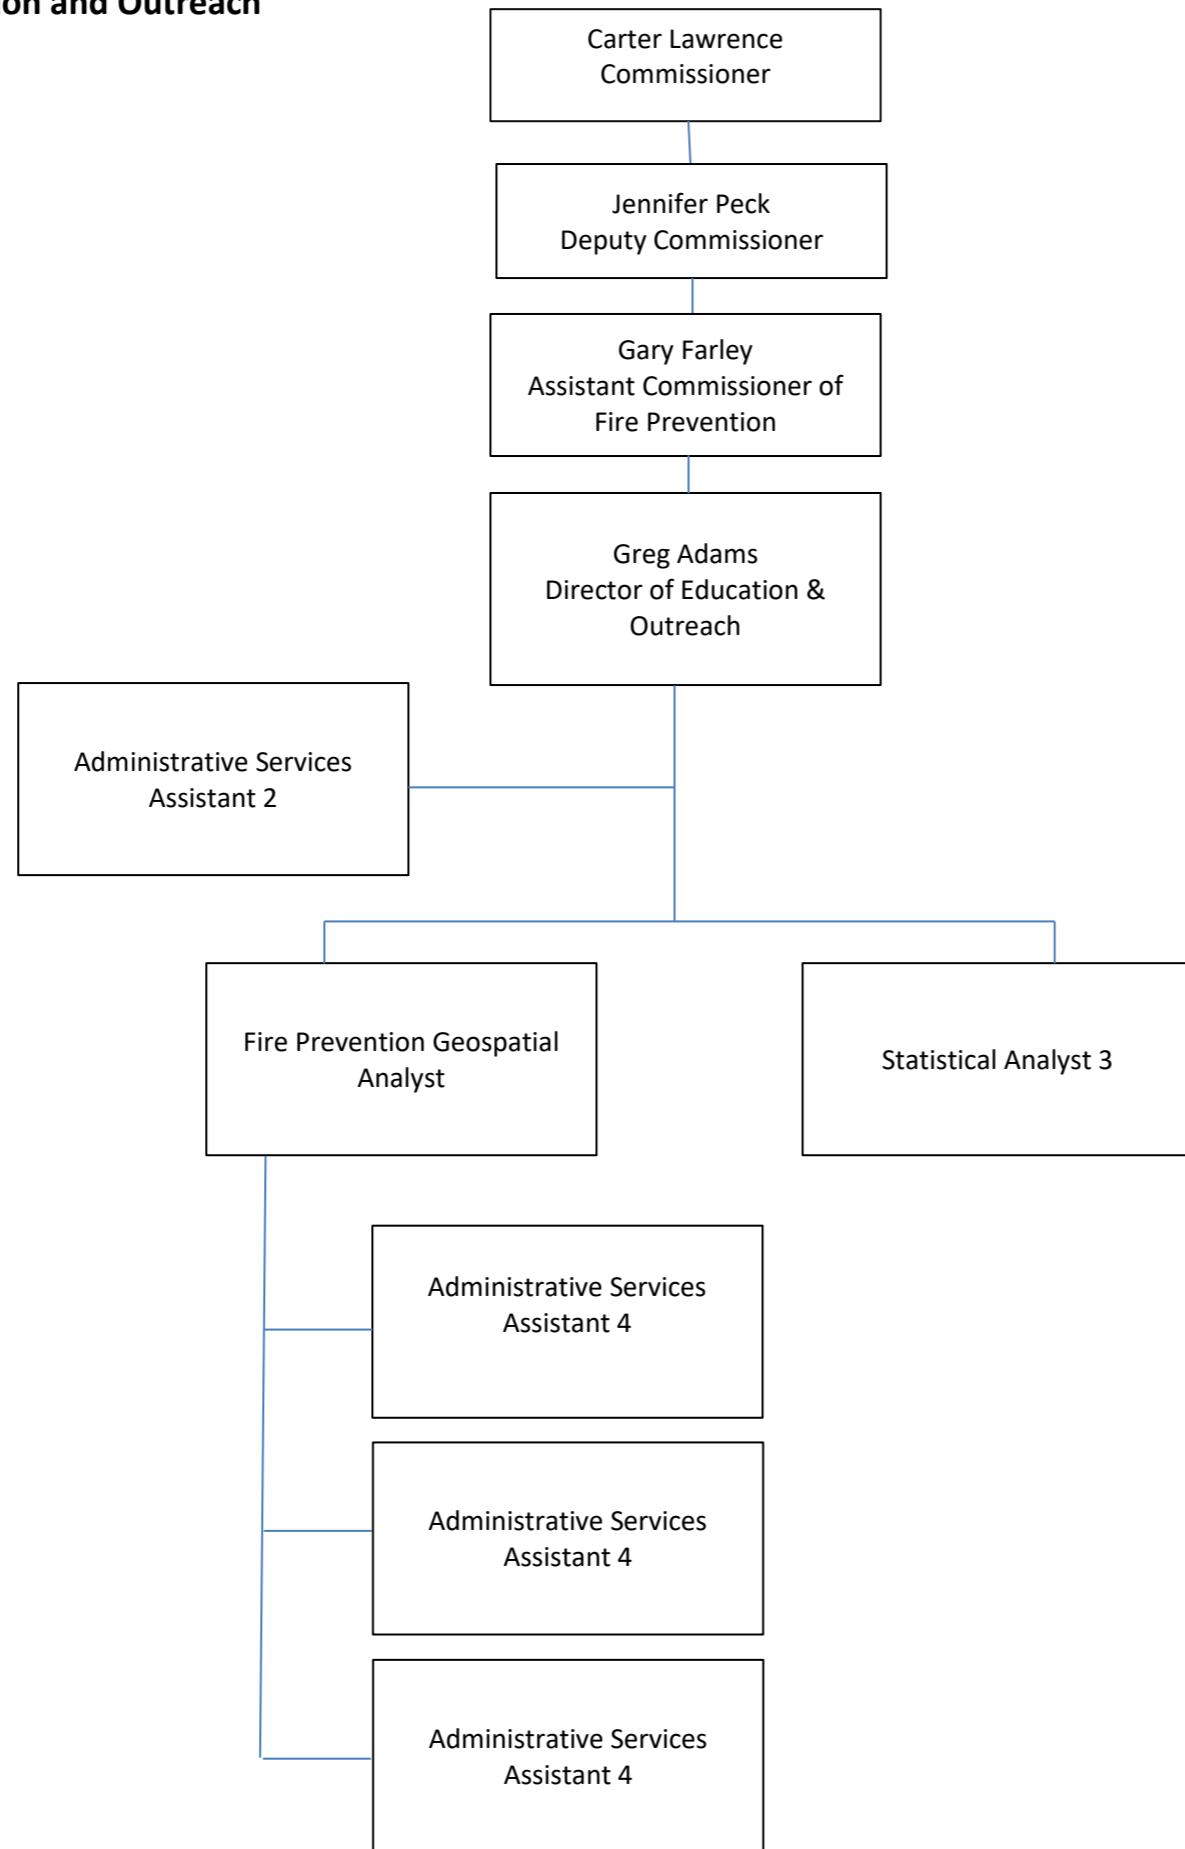 and Outreach
Carter Lawrence
Commissioner
Jennifer Peck
Deputy Commissioner
Gary Farley
Assistant Commissioner of
Fire Prevention
Greg Adams
Director of Education &
Outreach
Administrative Services
Assistant 2
Fire Prevention Geospatial
Analyst
Statistical Analyst 3
Administrative Services
Assistant 4
Administrative Services
Assistant 4
Administrative Services
Assistant 4